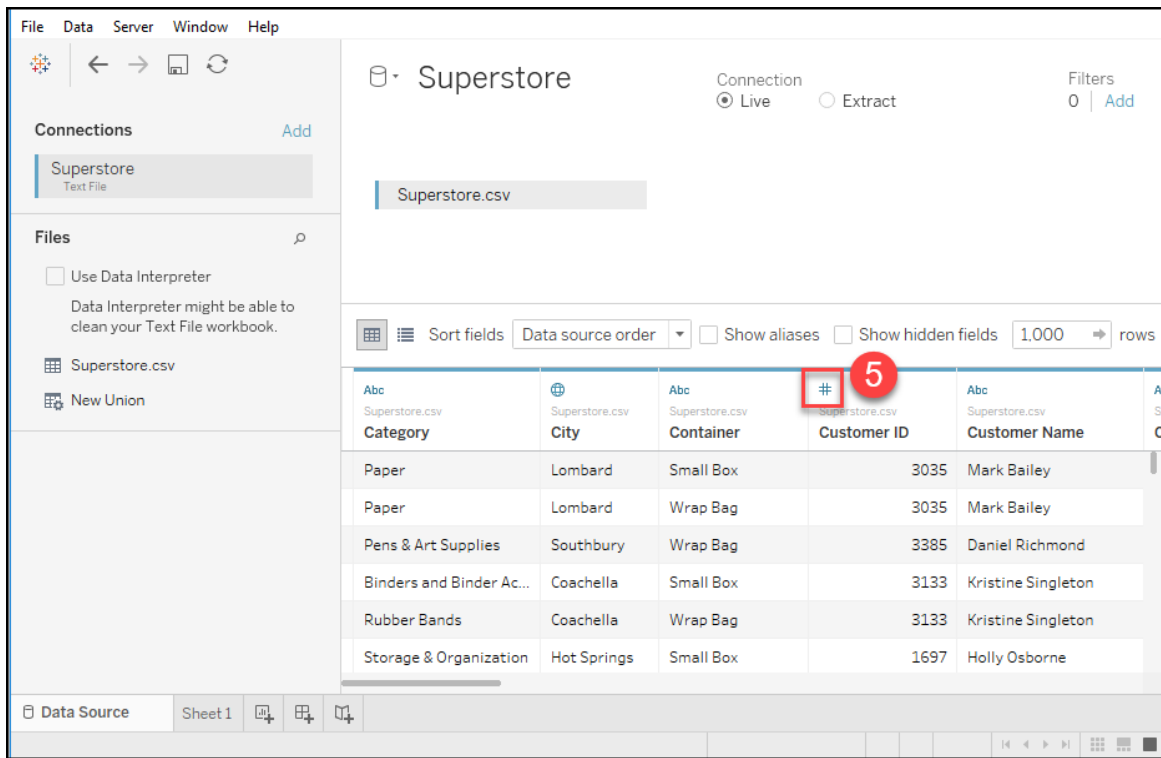 File Data Server Window Help
Superstore
Connection
Live Extract
Filters
0 Add
Connections Add
Superstore
Text File
Superstore.csv
Files
Use Data Interpreter
Data Interpreter might be able to
clean your Text File workbook.
Superstore.csv
New Union
Sort fields Data source order Show aliases Show hidden fields 1,000 rows
5
Abc Abc # Abc A
Superstore.csv Superstore.csv Superstore.csv Superstore.csv Superstore.csv S
Category City Container Customer ID Customer Name C
Paper Lombard Small Box 3035 Mark Bailey
Paper Lombard Wrap Bag 3035 Mark Bailey
Pens & Art Supplies Southbury Wrap Bag 3385 Daniel Richmond
Binders and Binder Ac... Coachella Small Box 3133 Kristine Singleton
Rubber Bands Coachella Wrap Bag 3133 Kristine Singleton
Storage & Organization Hot Springs Small Box 1697 Holly Osborne
Data Source Sheet 1